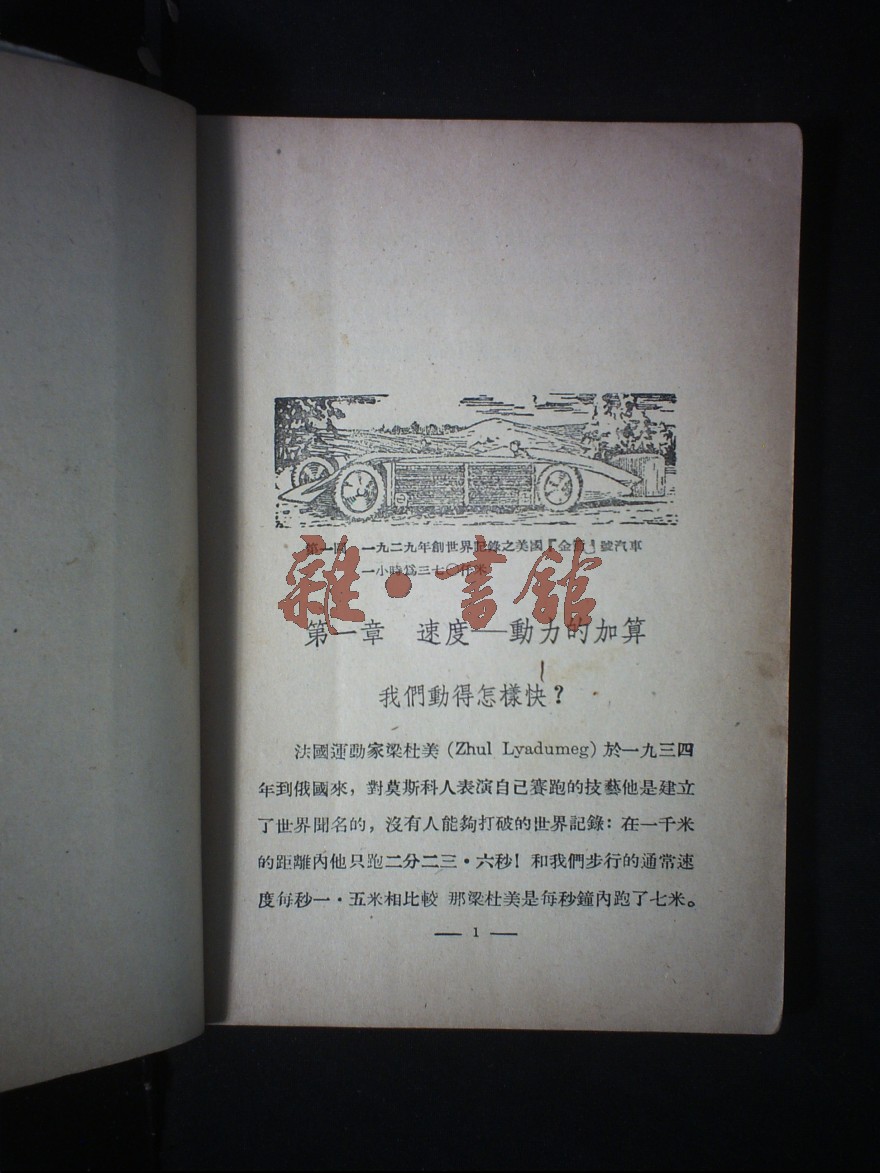 第一圖 一九二九年創世界記錄之美國『金 』號汽車
一小時爲三七〇仟米
雜·書館
第一章 速度——動力的加算
我們動得怎樣快？
法國運動家梁杜美（Zhul Lyadumeg）於一九三四
年到俄國來，對莫斯科人表演自己賽跑的技藝他是建立
了世界聞名的，沒有人能夠打破的世界記錄：在一千米
的距離內他只跑二分二三·六秒！和我們步行的通常速
度每秒一·五米相比較 那梁杜美是每秒鐘內跑了七米。
— 1 —